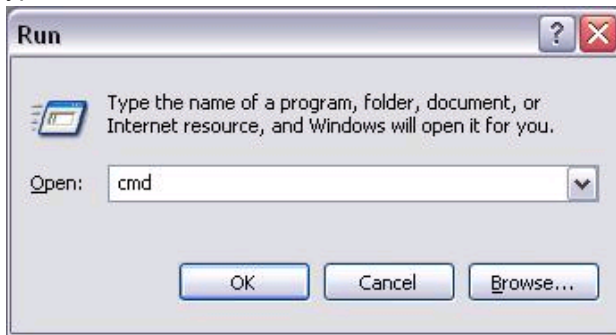 Run
Type the name of a program, folder, document, or
Internet resource, and Windows will open it for you.
Open: cmd
OK Cancel Browse...